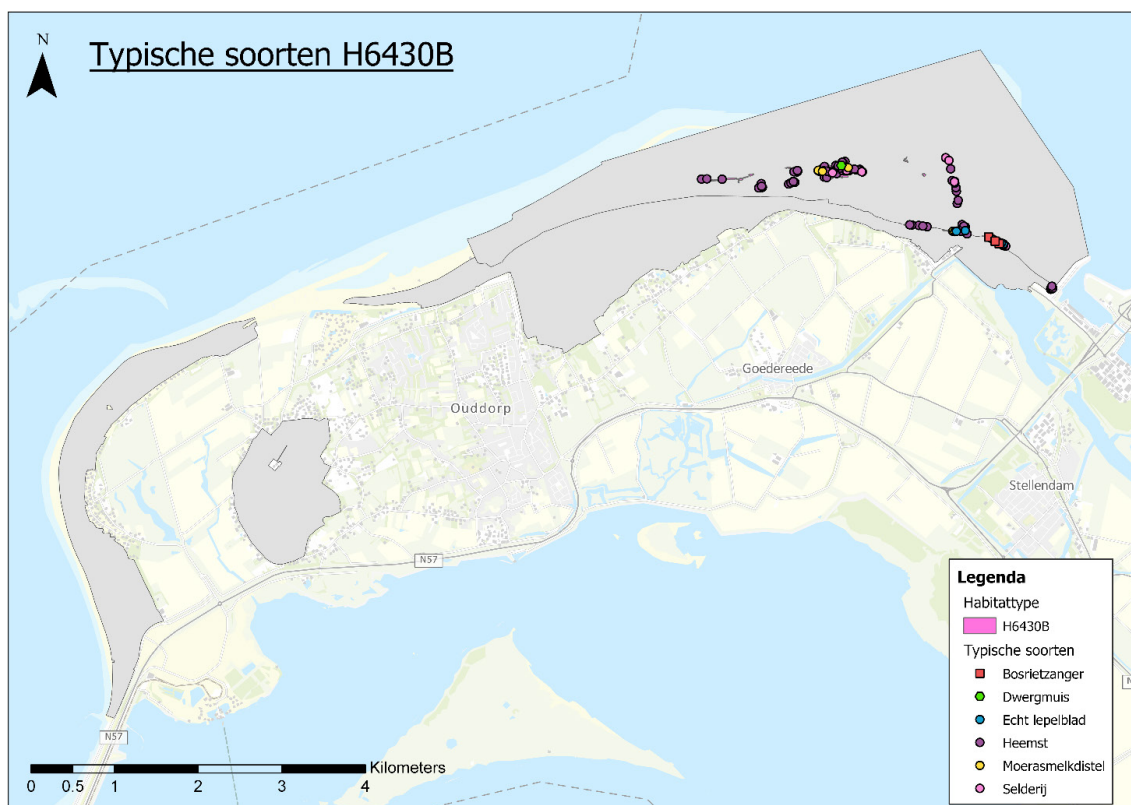 N
Typische soorten H6430B
Goedereede
Ouddorp
Stellendam
N57
N57
N
Legenda
Habitattype
H6430B
Typische soorten
Bosrietzanger
Dwergmuis
Echt lepelblad
Heemst
Moerasmelkdistel
Selderij
Kilometers
0 0.5 1 2 3 4